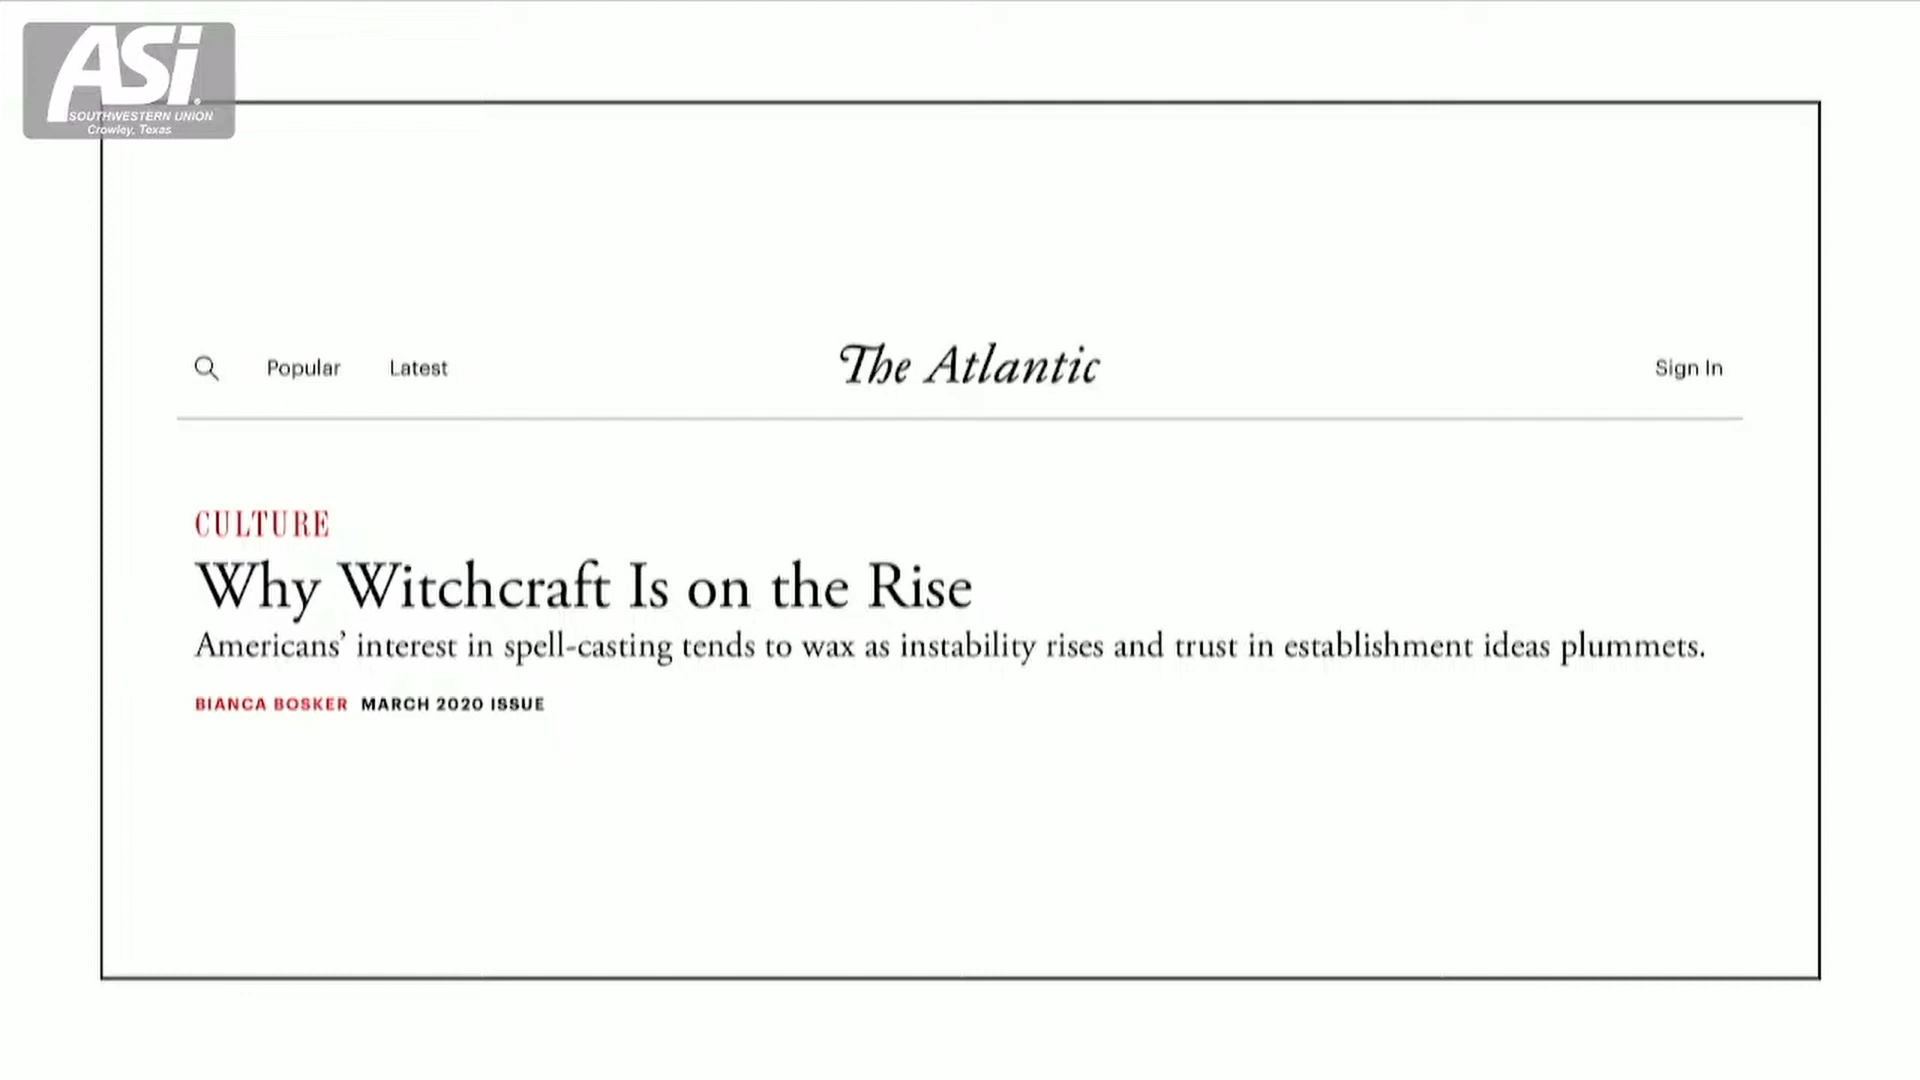 ASi.
SOUTHWESTERN UNION
Crowley, Texas
Popular Latest The Atlantic Sign In
CULTURE
Why Witchcraft Is on the Rise
Americans’ interest in spell-casting tends to wax as instability rises and trust in establishment ideas plummets.
BIANCA BOSKER MARCH 2020 ISSUE